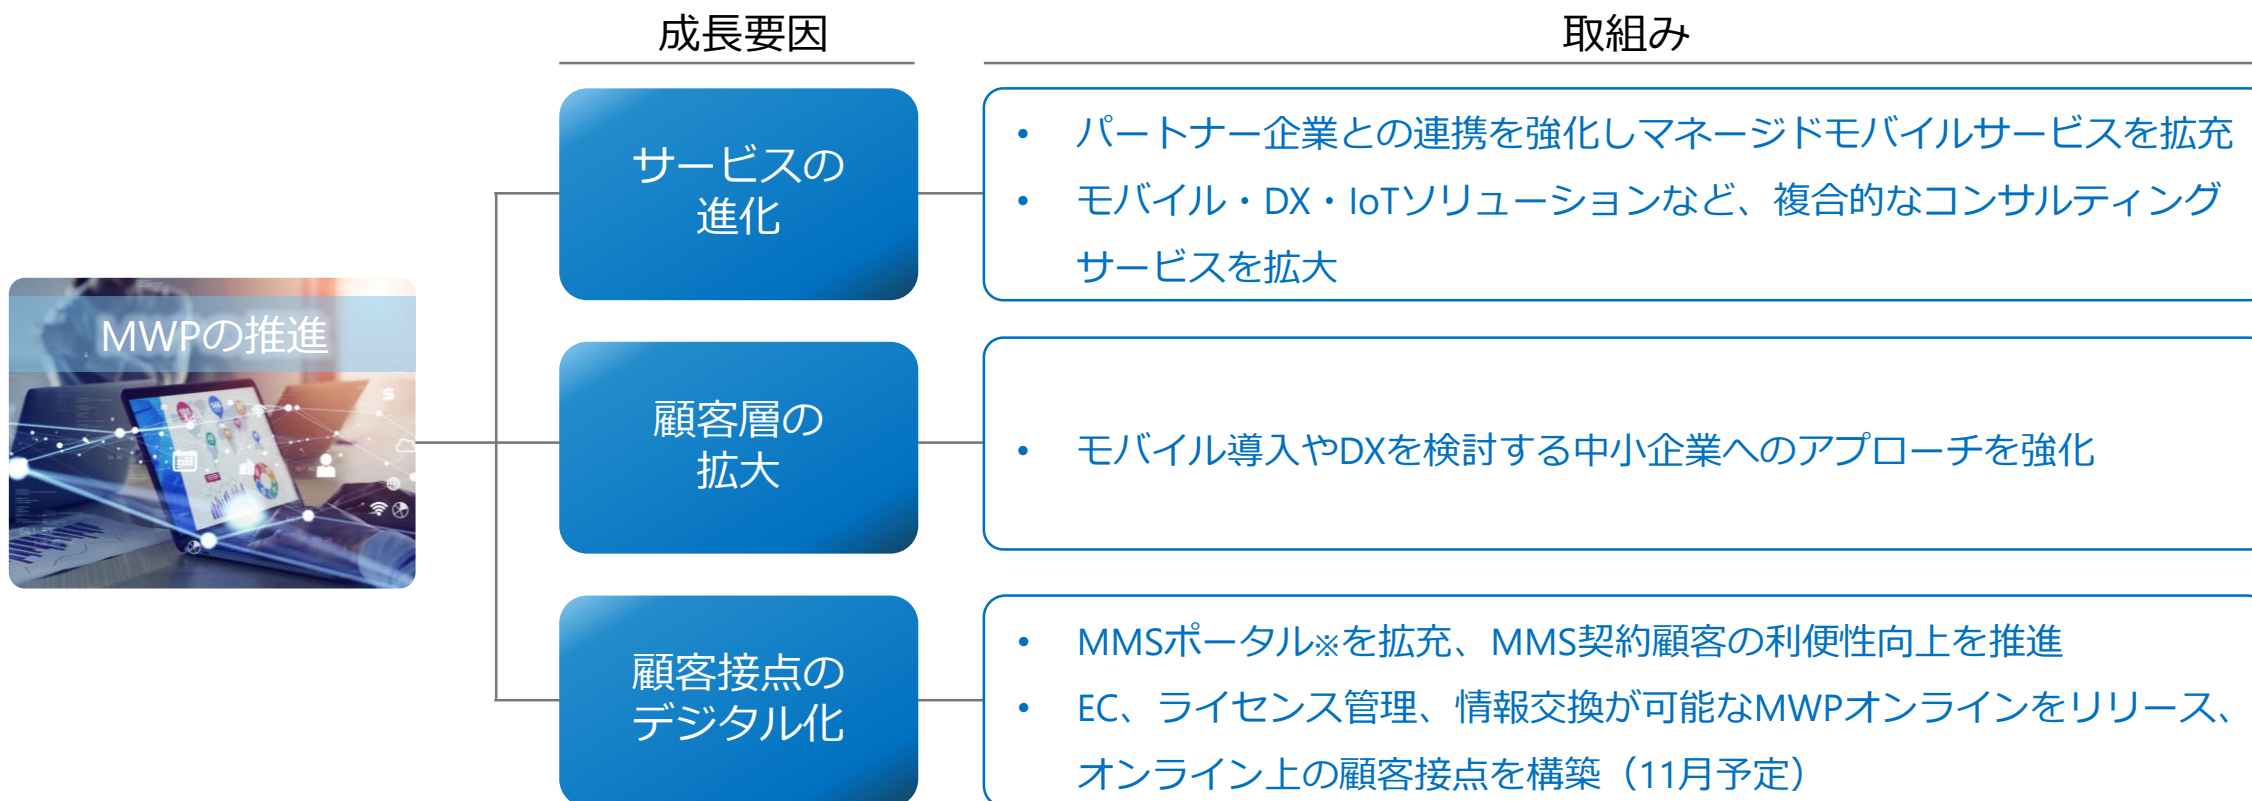 成長要因
取組み
MWPの推進
サービスの
進化
• パートナー企業との連携を強化しマネージドモバイルサービスを拡充
• モバイル・DX・IoTソリューションなど、複合的なコンサルティング
サービスを拡大
顧客層の
拡大
• モバイル導入やDXを検討する中小企業へのアプローチを強化
顧客接点の
デジタル化
• MMSポータル※を拡充、MMS契約顧客の利便性向上を推進
• EC、ライセンス管理、情報交換が可能なMWPオンラインをリリース、
オンライン上の顧客接点を構築（11月予定）